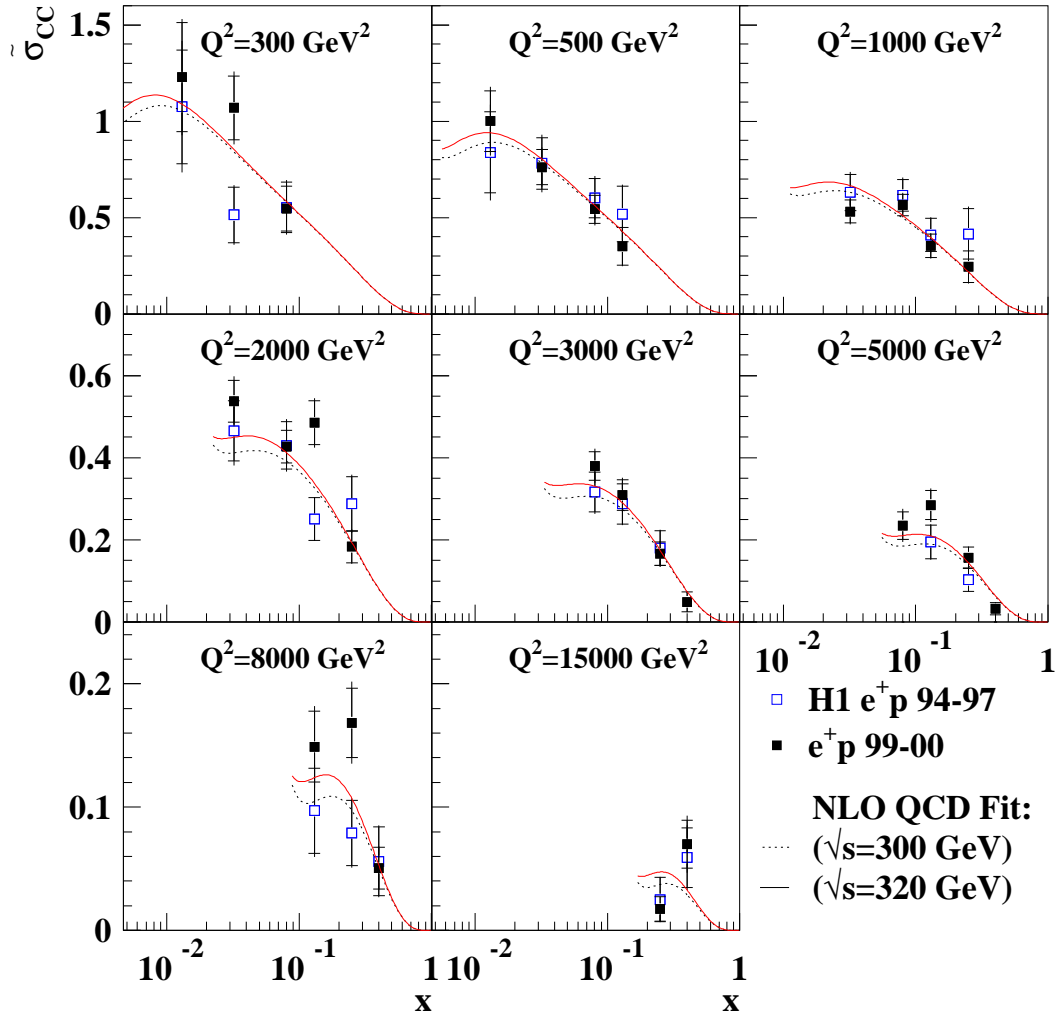 σ̃CC
1.5
1
0.5
0
Q²=300 GeV²
Q²=500 GeV²
Q²=1000 GeV²
0.6
0.4
0.2
0
Q²=2000 GeV²
Q²=3000 GeV²
Q²=5000 GeV²
10⁻² 10⁻¹ 1
x
0.2
0.1
0
Q²=8000 GeV²
Q²=15000 GeV²
H1 e⁺p 94-97
e⁺p 99-00
NLO QCD Fit:
(√s=300 GeV)
(√s=320 GeV)
10⁻² 10⁻¹ 1
x
10⁻² 10⁻¹ 1
x